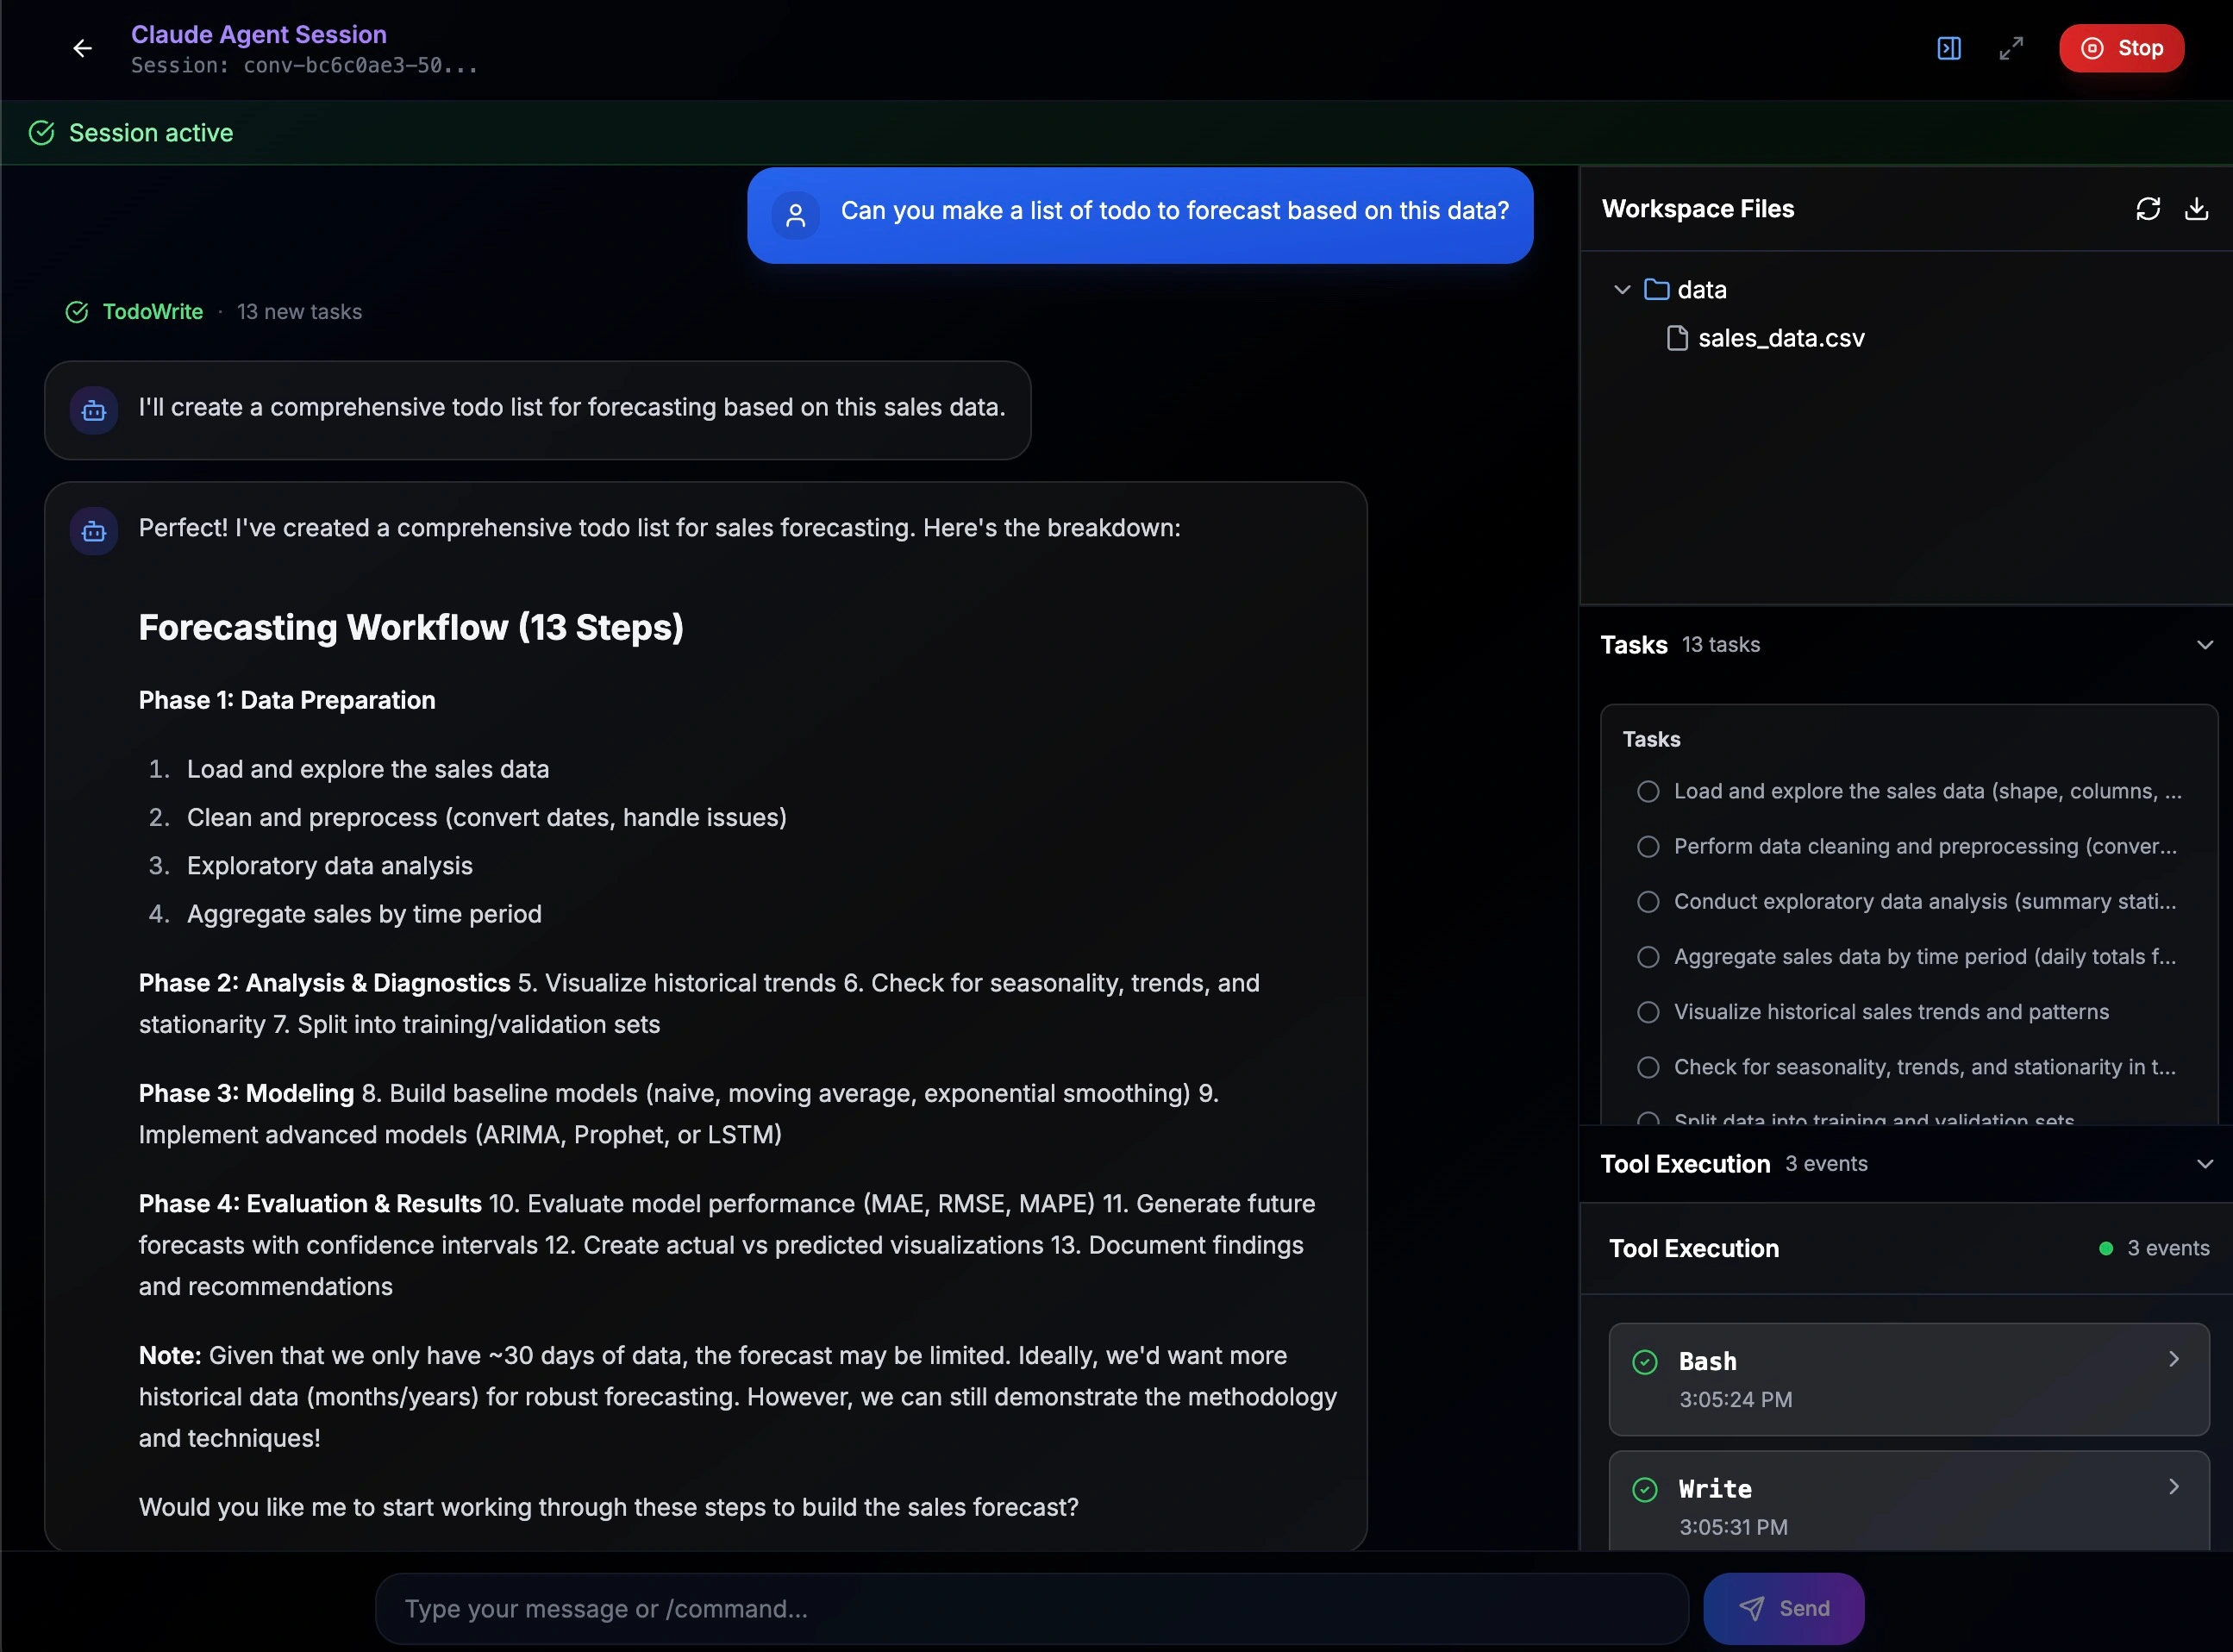 Claude Agent Session
Session: conv-bc6c0ae3-50...
Stop
Session active
Can you make a list of todo to forecast based on this data?
TodoWrite · 13 new tasks
I'll create a comprehensive todo list for forecasting based on this sales data.
Perfect! I've created a comprehensive todo list for sales forecasting. Here's the breakdown:
Forecasting Workflow (13 Steps)
Phase 1: Data Preparation
1. Load and explore the sales data
2. Clean and preprocess (convert dates, handle issues)
3. Exploratory data analysis
4. Aggregate sales by time period
Phase 2: Analysis & Diagnostics 5. Visualize historical trends 6. Check for seasonality, trends, and
stationarity 7. Split into training/validation sets
Phase 3: Modeling 8. Build baseline models (naive, moving average, exponential smoothing) 9.
Implement advanced models (ARIMA, Prophet, or LSTM)
Phase 4: Evaluation & Results 10. Evaluate model performance (MAE, RMSE, MAPE) 11. Generate future
forecasts with confidence intervals 12. Create actual vs predicted visualizations 13. Document findings
and recommendations
Note: Given that we only have ~30 days of data, the forecast may be limited. Ideally, we'd want more
historical data (months/years) for robust forecasting. However, we can still demonstrate the methodology
and techniques!
Would you like me to start working through these steps to build the sales forecast?
Workspace Files
data
sales_data.csv
Tasks 13 tasks
Tasks
Load and explore the sales data (shape, columns, ...
Perform data cleaning and preprocessing (conver...
Conduct exploratory data analysis (summary stati...
Aggregate sales data by time period (daily totals f...
Visualize historical sales trends and patterns
Check for seasonality, trends, and stationarity in t...
Split data into training and validation sets
Tool Execution 3 events
Tool Execution 3 events
Bash
3:05:24 PM
Write
3:05:31 PM
Type your message or /command...
Send